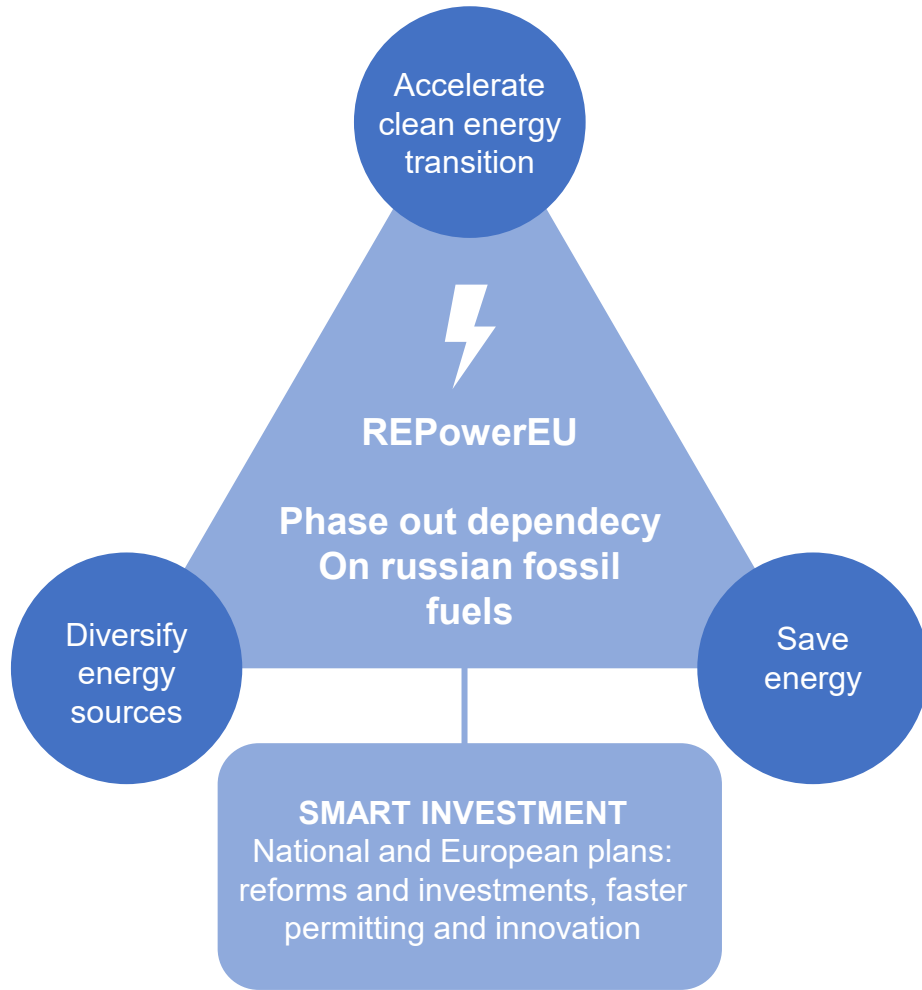 Accelerate
clean energy
transition
REPowerEU
Phase out dependecy
On russian fossil
fuels
Diversify
energy
sources
Save
energy
SMART INVESTMENT
National and European plans:
reforms and investments, faster
permitting and innovation